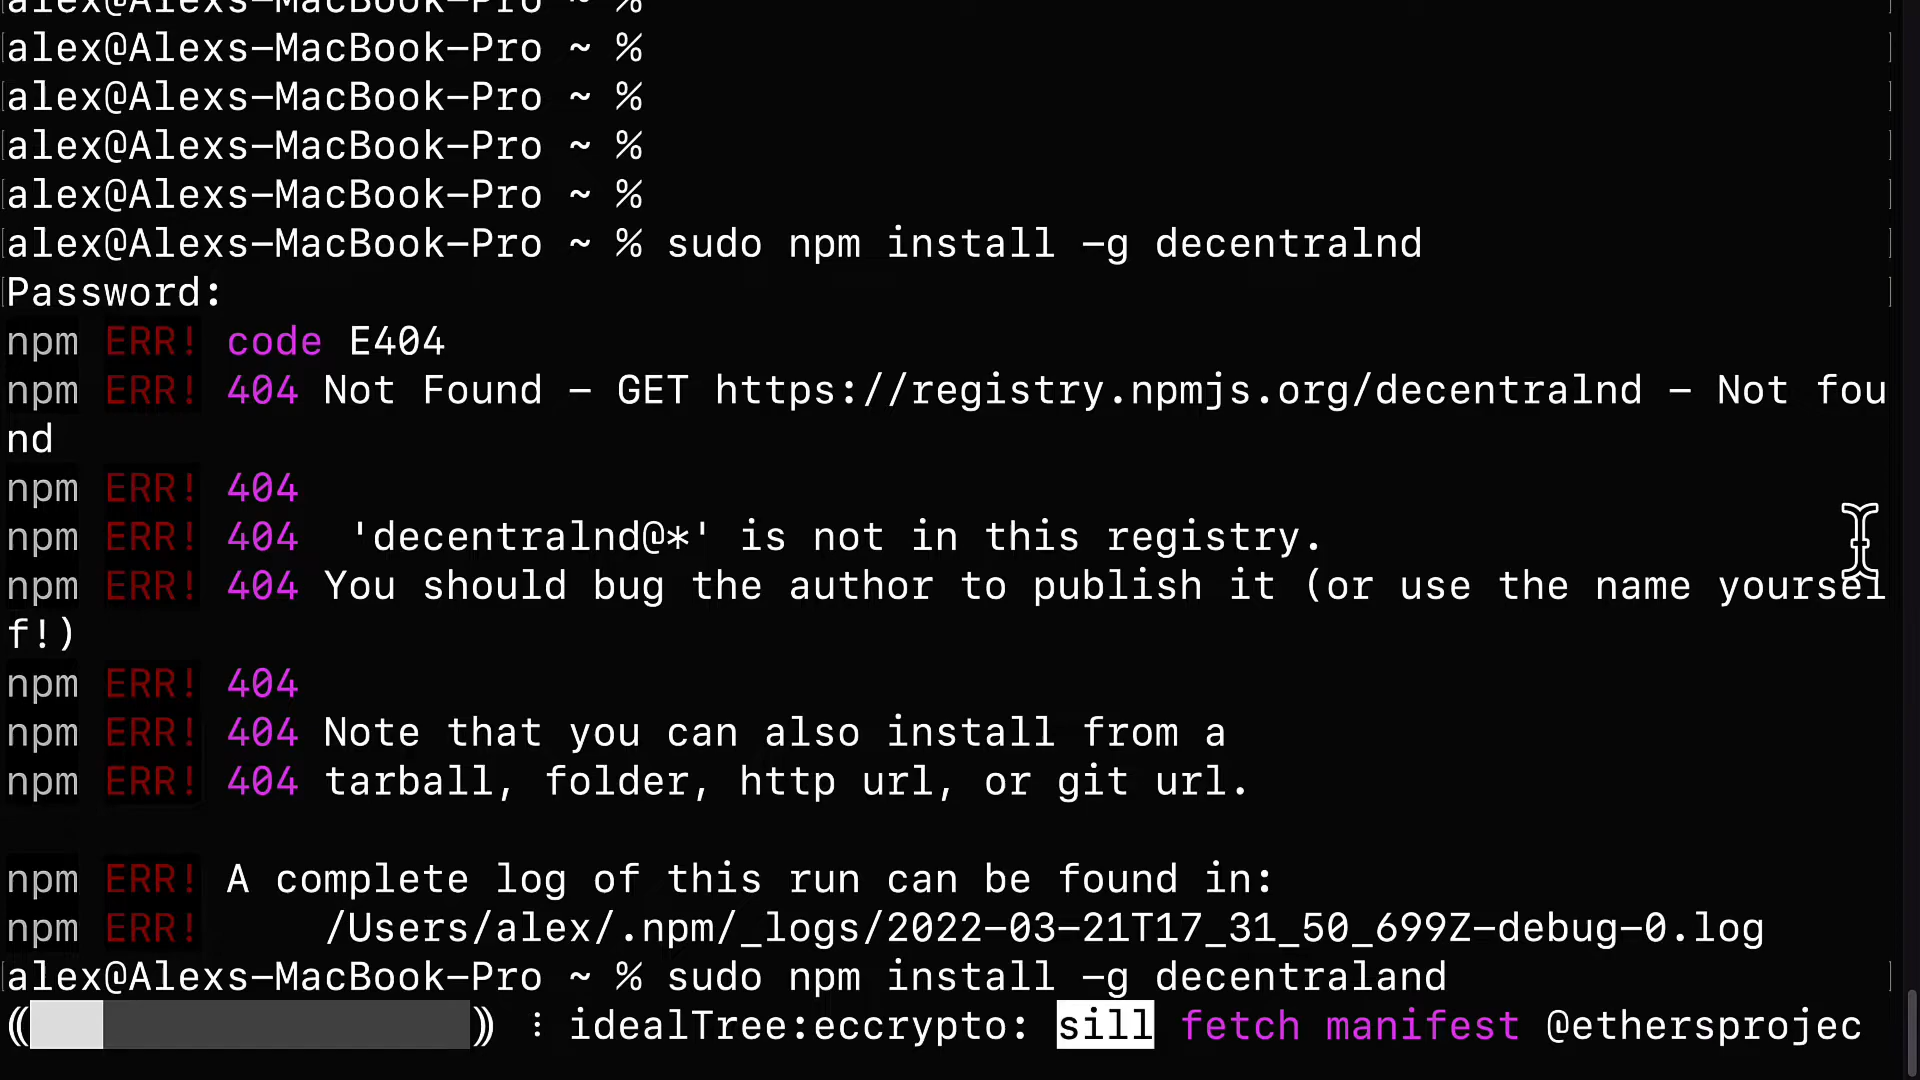 alex@Alexs-MacBook-Pro ~ %
alex@Alexs-MacBook-Pro ~ %
alex@Alexs-MacBook-Pro ~ %
alex@Alexs-MacBook-Pro ~ %
alex@Alexs-MacBook-Pro ~ %
alex@Alexs-MacBook-Pro ~ % sudo npm install -g decentralnd
Password:
npm ERR! code E404
npm ERR! 404 Not Found - GET https://registry.npmjs.org/decentralnd - Not fou
nd
npm ERR! 404
npm ERR! 404  'decentralnd@*' is not in this registry.
npm ERR! 404 You should bug the author to publish it (or use the name yoursel
f!)
npm ERR! 404
npm ERR! 404 Note that you can also install from a
npm ERR! 404 tarball, folder, http url, or git url.
npm ERR! A complete log of this run can be found in:
npm ERR!     /Users/alex/.npm/_logs/2022-03-21T17_31_50_699Z-debug-0.log
alex@Alexs-MacBook-Pro ~ % sudo npm install -g decentraland
(( )) ⸽ idealTree:eccrypto: sill fetch manifest @ethersprojec